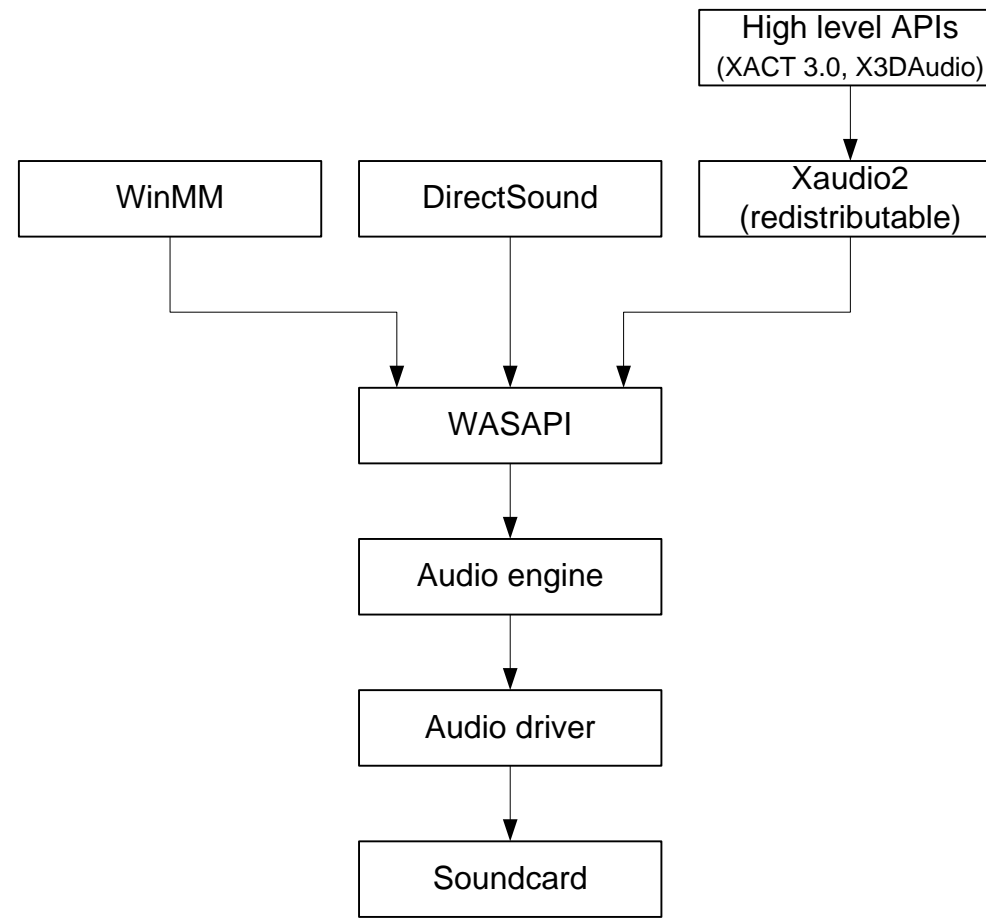 High level APIs
(XACT 3.0, X3DAudio)
WinMM
DirectSound
Xaudio2
(redistributable)
WASAPI
Audio engine
Audio driver
Soundcard